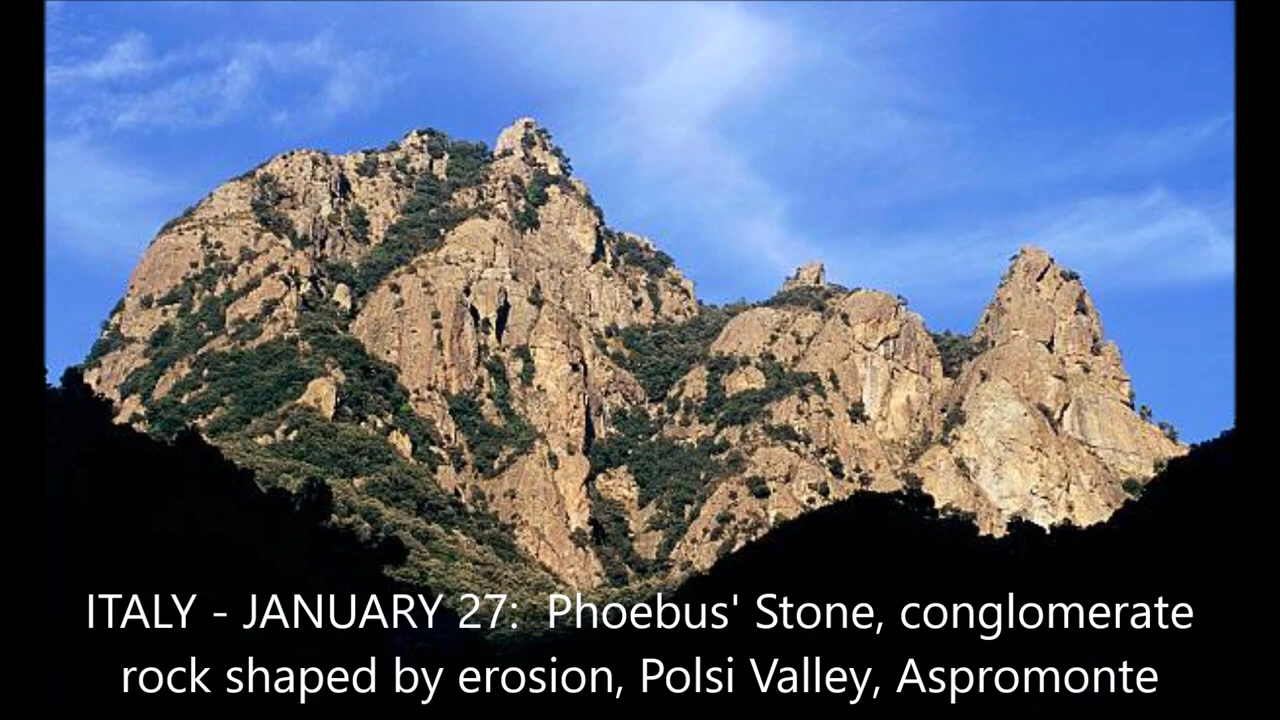 ITALY - JANUARY 27:  Phoebus' Stone, conglomerate
rock shaped by erosion, Polsi Valley, Aspromonte